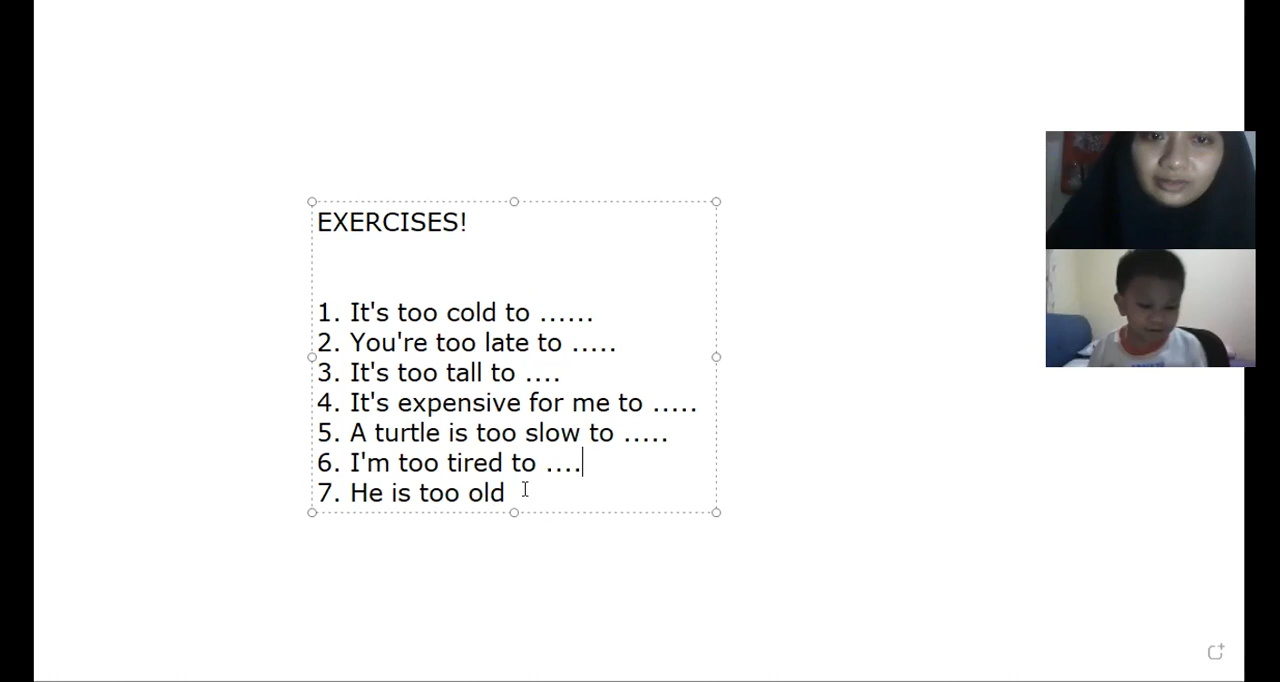 EXERCISES!
1. It's too cold to ......
2. You're too late to .....
3. It's too tall to ....
4. It's expensive for me to .....
5. A turtle is too slow to .....
6. I'm too tired to ....
7. He is too old